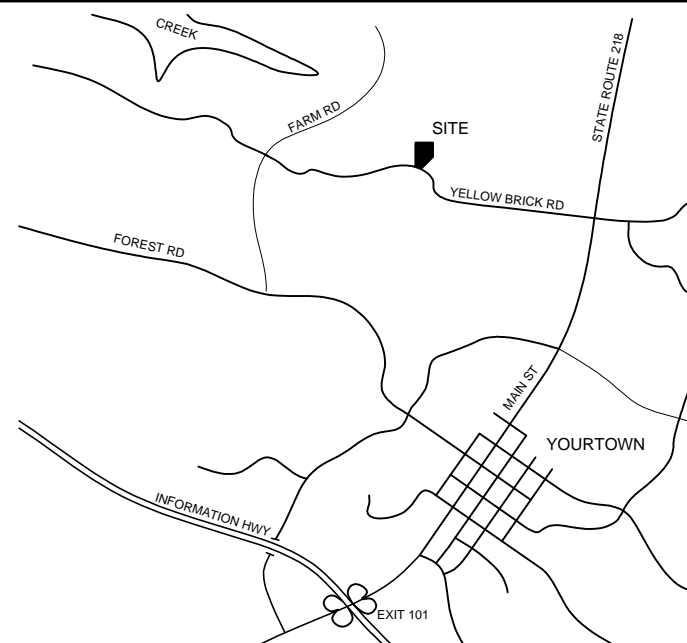 CREEK
STATE ROUTE 218
FARM RD
SITE
YELLOW BRICK RD
FOREST RD
MAIN ST
YOURTOWN
INFORMATION HWY
EXIT 101